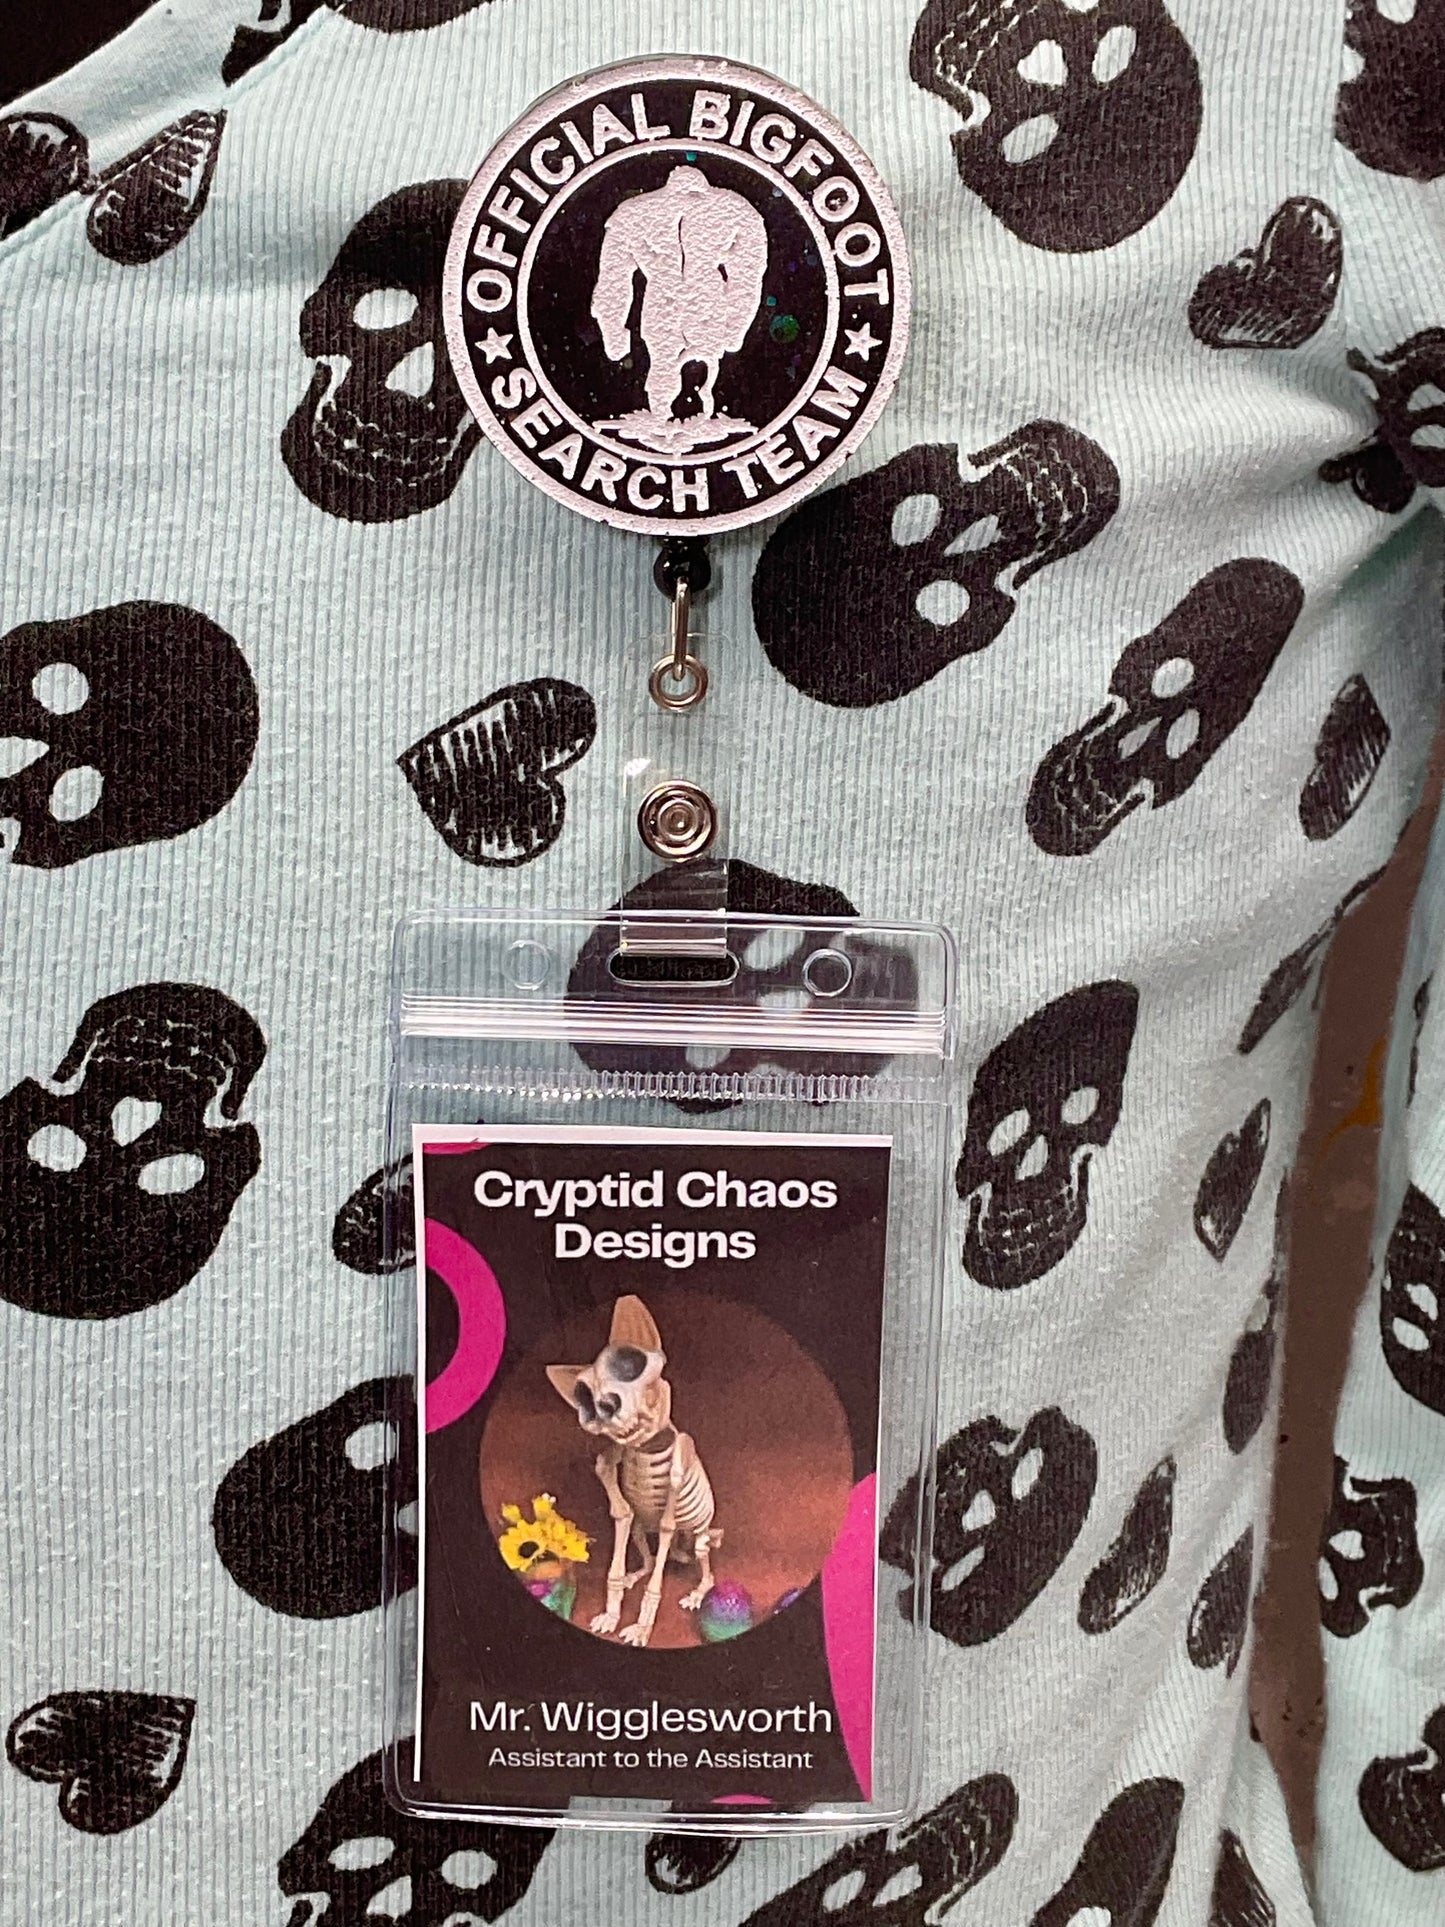 OFFICIAL BIGFOOT
SEARCH TEAM
Cryptid Chaos
Designs
Mr. Wigglesworth
Assistant to the Assistant